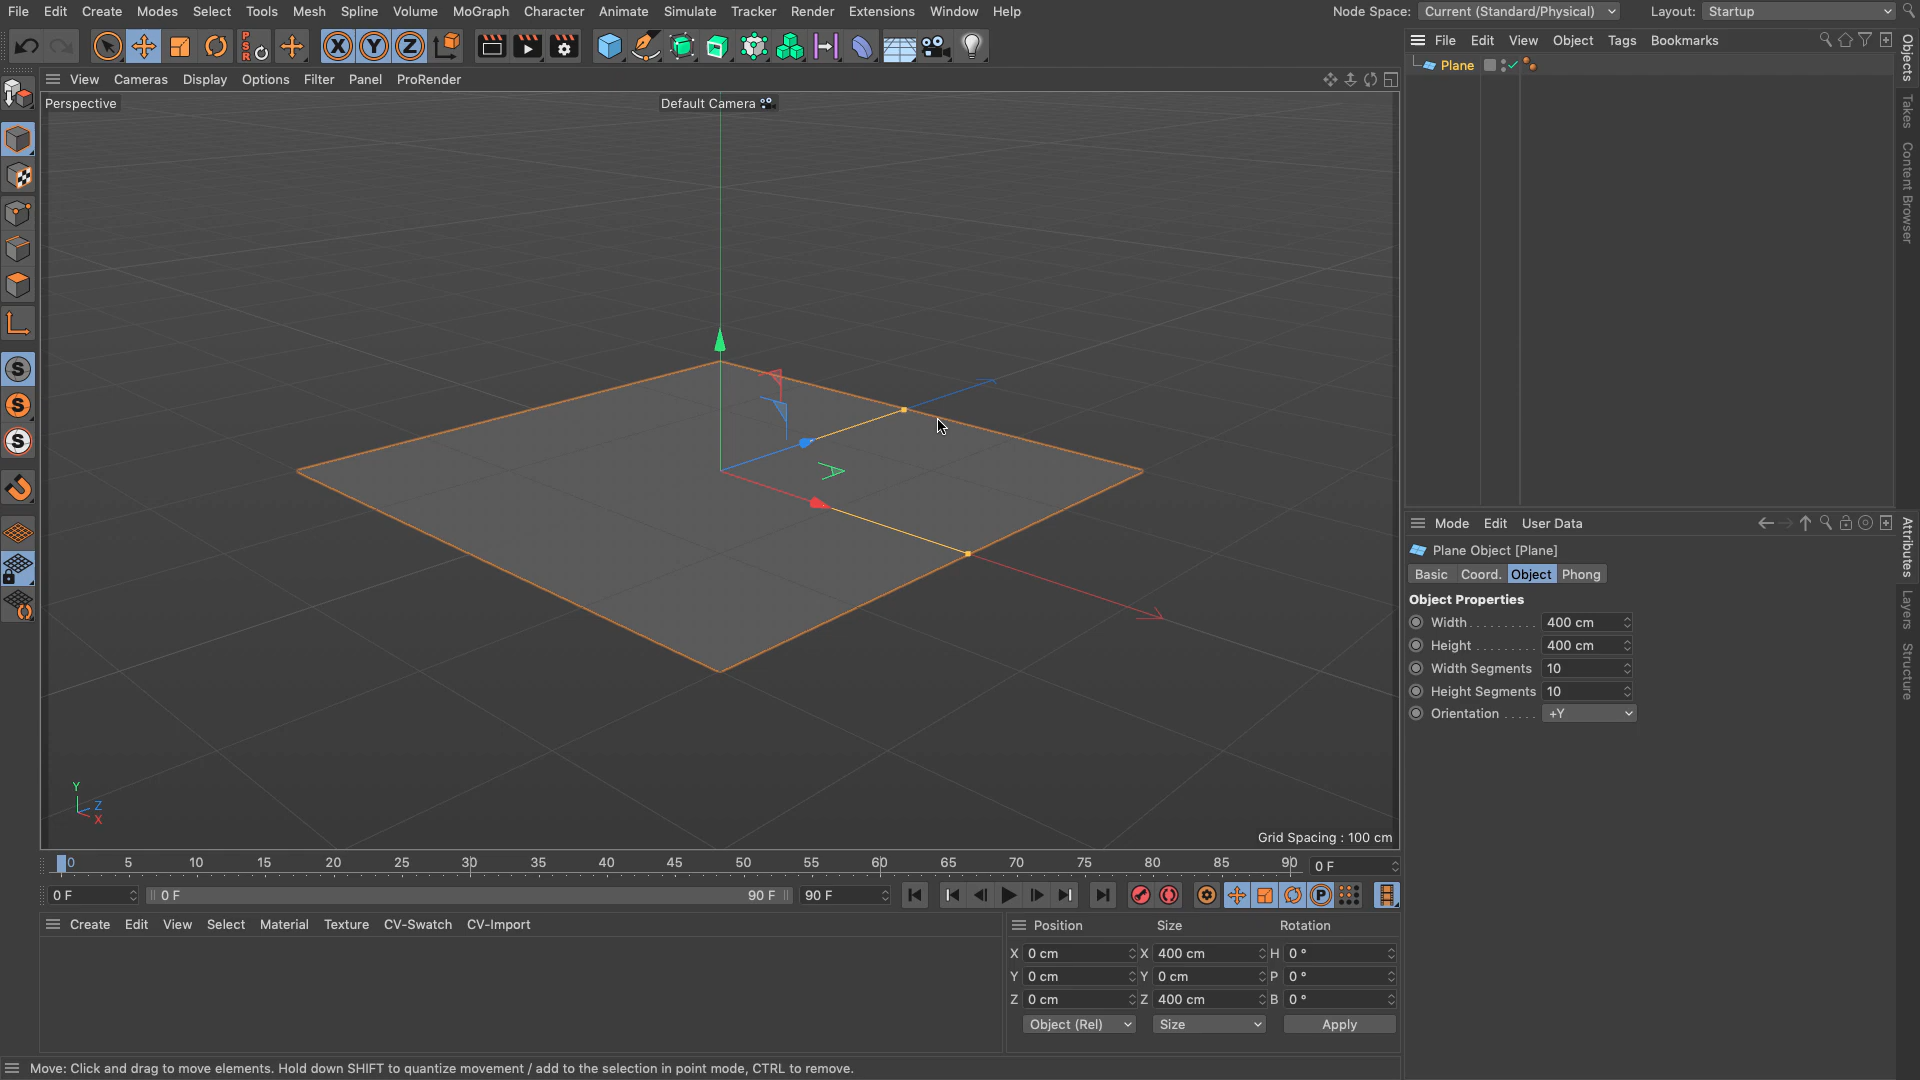 File Edit Create Modes Select Tools Mesh Spline Volume MoGraph Character Animate Simulate Tracker Render Extensions Window Help Node Space: Current (Standard/Physical) Layout: Startup
File Edit View Object Tags Bookmarks
Plane
View Cameras Display Options Filter Panel ProRender
Perspective
Default Camera
PSR
X Y Z
S
S
S
Y
Z
X
Grid Spacing : 100 cm
0 5 10 15 20 25 30 35 40 45 50 55 60 65 70 75 80 85 90 0 F
0 F 0 F 90 F 90 F P
Create Edit View Select Material Texture CV-Swatch CV-Import
Position Size Rotation
X 0 cm X 400 cm H 0 °
Y 0 cm Y 0 cm P 0 °
Z 0 cm Z 400 cm B 0 °
Object (Rel) Size Apply
Move: Click and drag to move elements. Hold down SHIFT to quantize movement / add to the selection in point mode, CTRL to remove.
Mode Edit User Data
Plane Object [Plane]
Basic Coord. Object Phong
Object Properties
Width 400 cm
Height 400 cm
Width Segments 10
Height Segments 10
Orientation +Y
Objects
Takes
Content Browser
Attributes
Layers
Structure